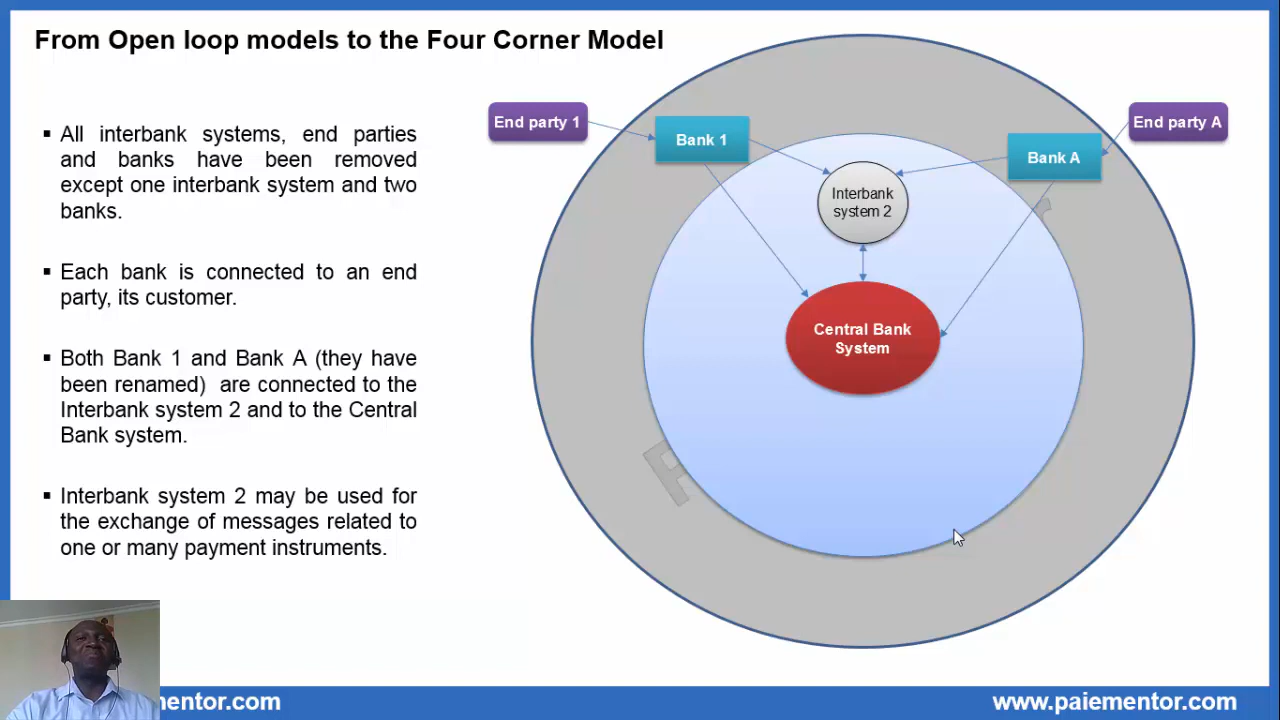 From Open loop models to the Four Corner Model
▪ All interbank systems, end parties
and banks have been removed
except one interbank system and two
banks.
▪ Each bank is connected to an end
party, its customer.
▪ Both Bank 1 and Bank A (they have
been renamed) are connected to the
Interbank system 2 and to the Central
Bank system.
▪ Interbank system 2 may be used for
the exchange of messages related to
one or many payment instruments.
End party 1
Bank 1
Interbank
system 2
Bank A
End party A
Central Bank
System
mentor.com
www.paiementor.com